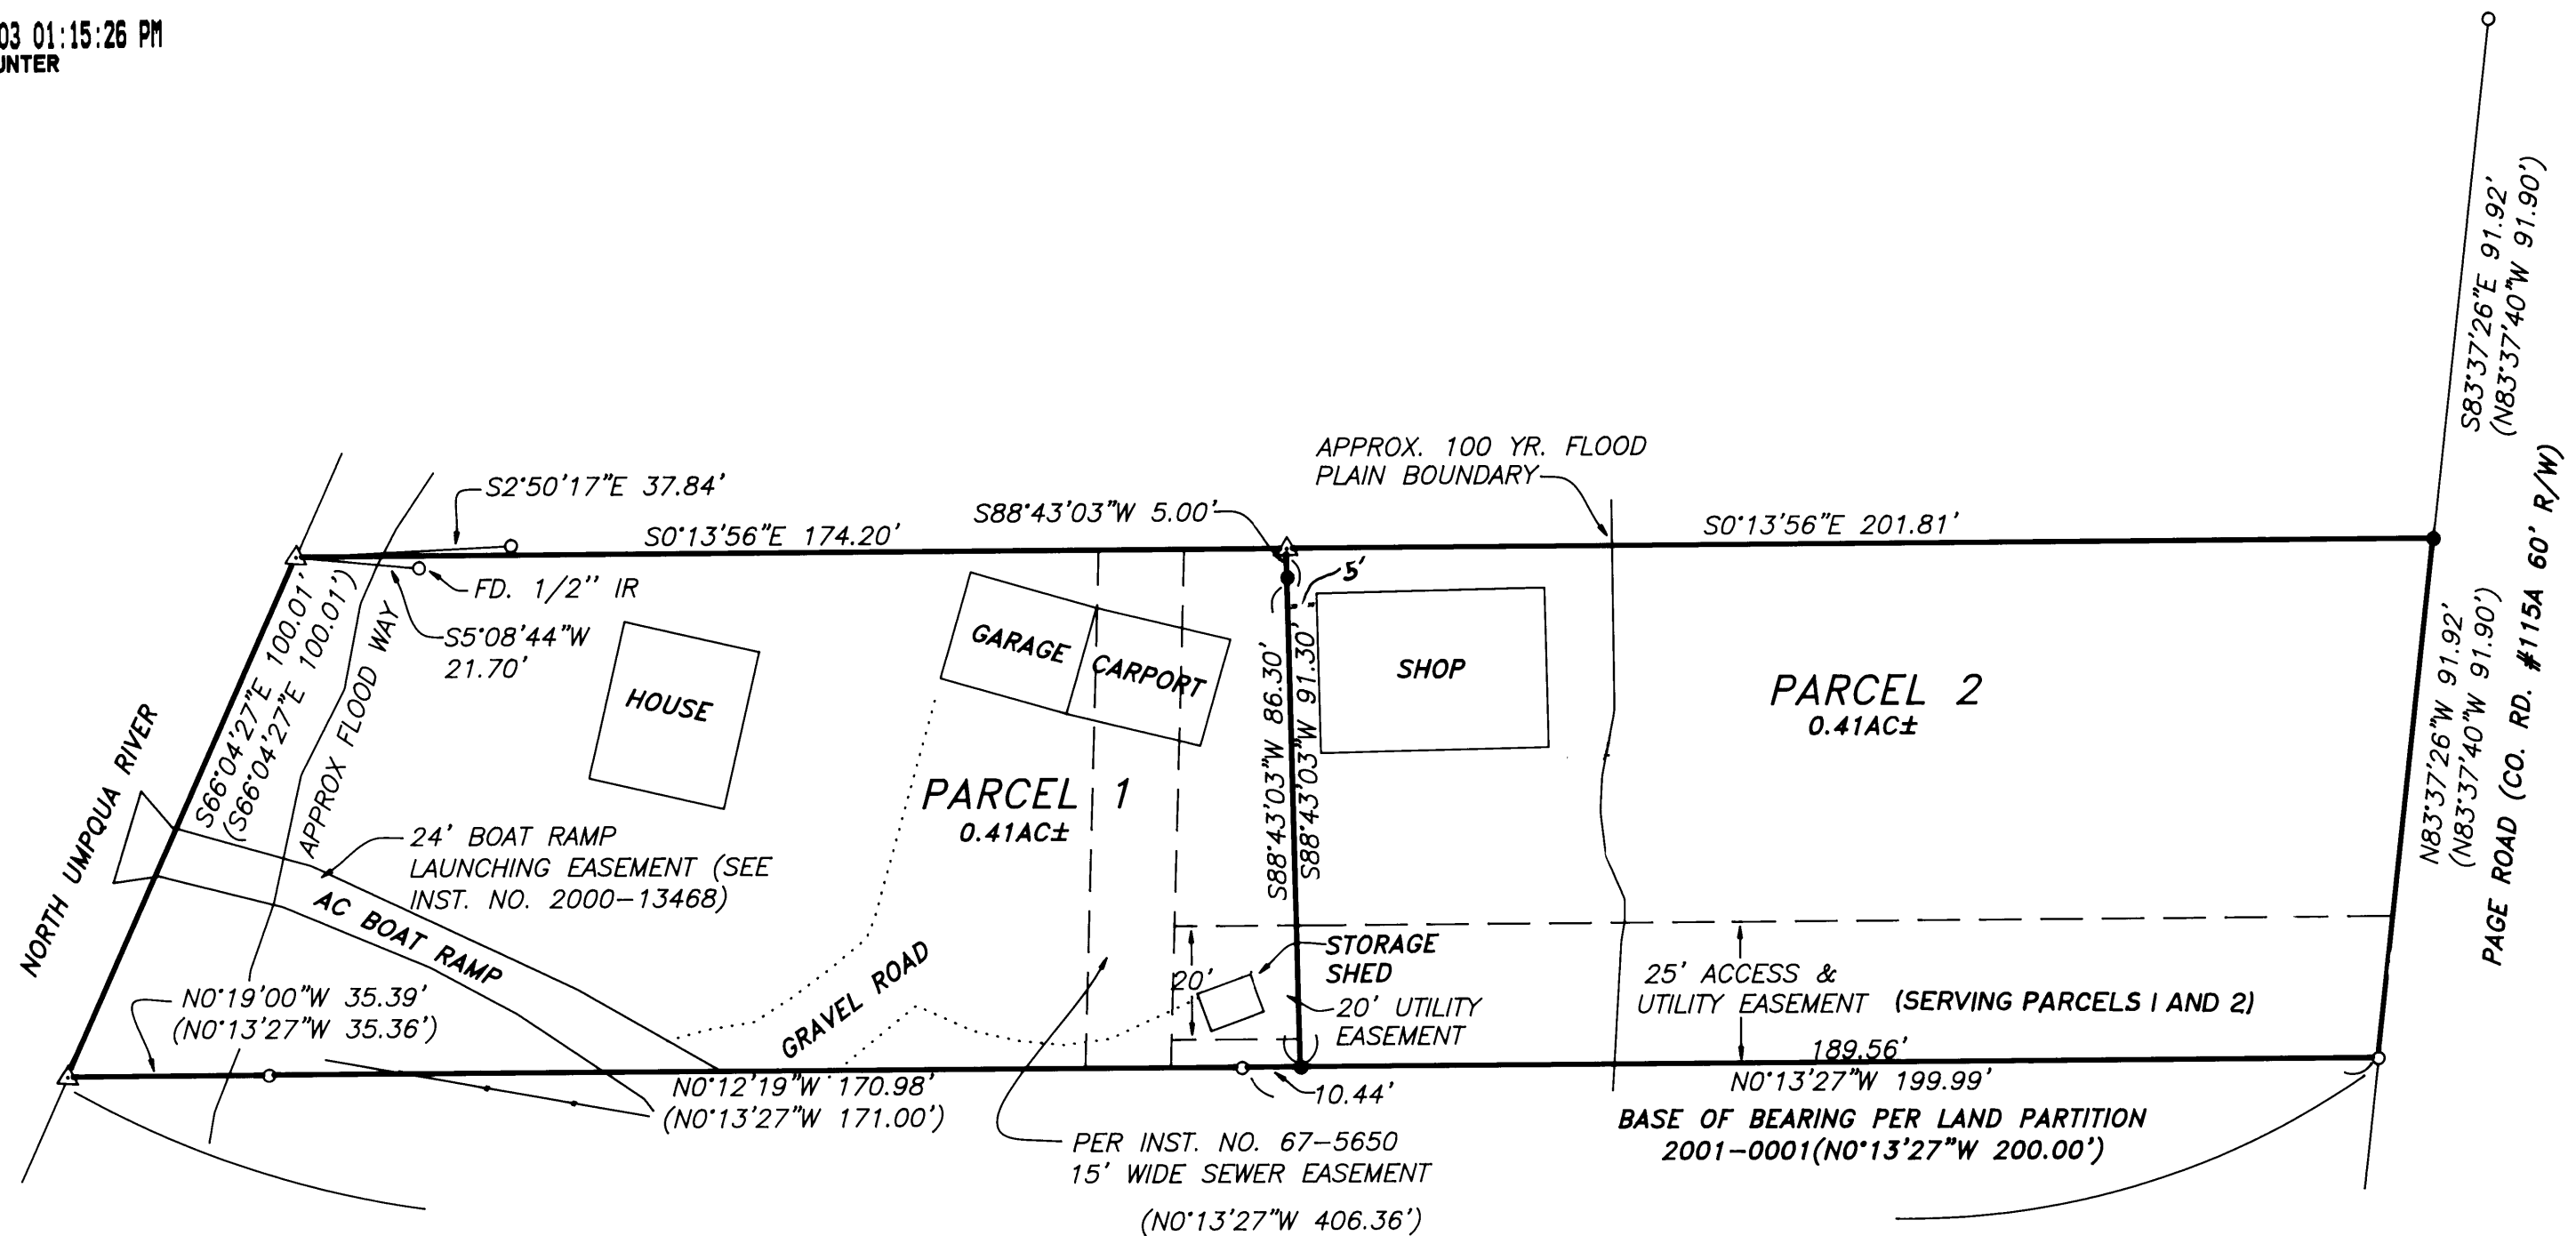 03 01:15:26 PM
UNTER
S83°37'26"E 91.92'
(N83°37'40"W 91.90')
APPROX. 100 YR. FLOOD
PLAIN BOUNDARY
S2°50'17"E 37.84'
S0°13'56"E 174.20'
S88°43'03"W 5.00'
S0°13'56"E 201.81'
5'
FD. 1/2" IR
S5°08'44"W
21.70'
S66°04'27"E 100.01'
(S66°04'27"E 100.01')
APPROX FLOOD WAY
NORTH UMPQUA RIVER
HOUSE
GARAGE
CARPORT
SHOP
S88°43'03"W 86.30'
S88°43'03"W 91.30'
PARCEL 1
0.41AC±
PARCEL 2
0.41AC±
N83°37'26"W 91.92'
(N83°37'40"W 91.90')
PAGE ROAD (CO. RD. #115A 60' R/W)
24' BOAT RAMP
LAUNCHING EASEMENT (SEE
INST. NO. 2000-13468)
AC BOAT RAMP
GRAVEL ROAD
STORAGE
SHED
20'
20' UTILITY
EASEMENT
25' ACCESS &
UTILITY EASEMENT (SERVING PARCELS 1 AND 2)
N0°19'00"W 35.39'
(N0°13'27"W 35.36')
N0°12'19"W 170.98'
(N0°13'27"W 171.00')
10.44'
189.56'
N0°13'27"W 199.99'
BASE OF BEARING PER LAND PARTITION
2001-0001(N0°13'27"W 200.00')
PER INST. NO. 67-5650
15' WIDE SEWER EASEMENT
(N0°13'27"W 406.36')